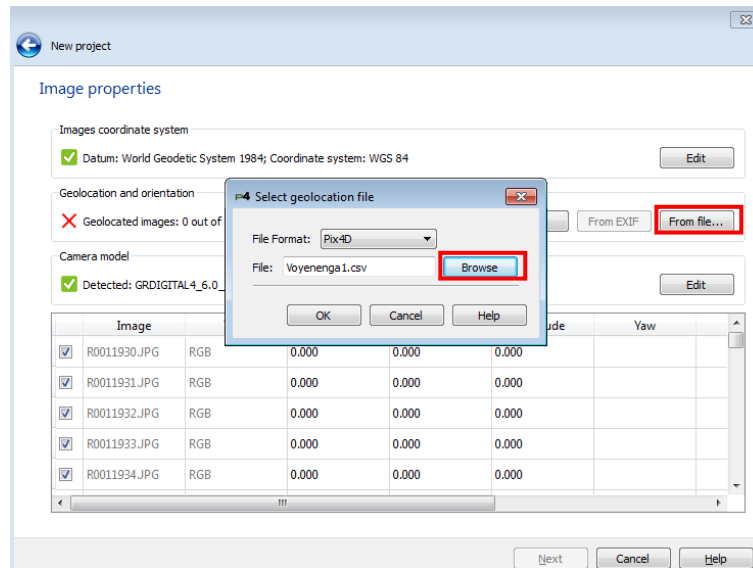 New project
Image properties
Images coordinate system
Datum: World Geodetic System 1984; Coordinate system: WGS 84
Edit
Geolocation and orientation
Geolocated images: 0 out of
From EXIF
From file...
P4 Select geolocation file
File Format: Pix4D
File: Voyenenga1.csv
Browse
OK
Cancel
Help
Camera model
Detected: GRDIGITAL4_6.0_
Edit
Image
ude
Yaw
R0011930.JPG RGB 0.000 0.000 0.000
R0011931.JPG RGB 0.000 0.000 0.000
R0011932.JPG RGB 0.000 0.000 0.000
R0011933.JPG RGB 0.000 0.000 0.000
R0011934.JPG RGB 0.000 0.000 0.000
Next
Cancel
Help